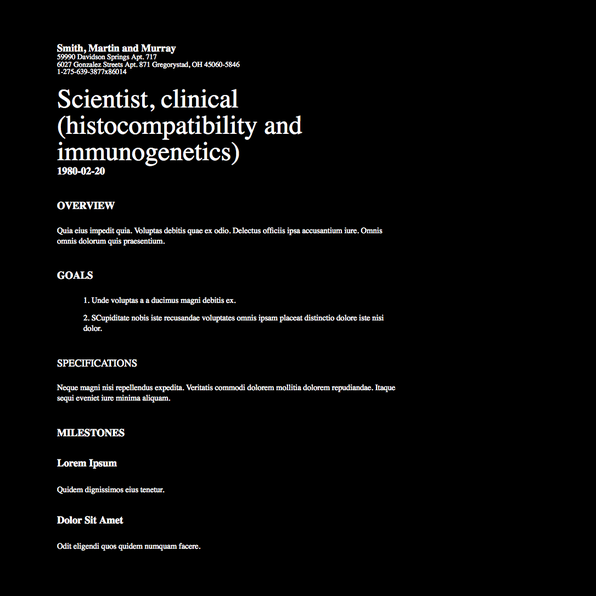 Smith, Martin and Murray
59990 Davidson Springs Apt. 717
6027 Gonzalez Streets Apt. 871 Gregorystad, OH 45060-5846
1-275-639-3877x86014
Scientist, clinical
(histocompatibility and
immunogenetics)
1980-02-20
OVERVIEW
Quia eius impedit quia. Voluptas debitis quae ex odio. Delectus officiis ipsa accusantium iure. Omnis
omnis dolorum quis praesentium.
GOALS
1. Unde voluptas a a ducimus magni debitis ex.
2. SCupiditate nobis iste recusandae voluptates omnis ipsam placeat distinctio dolore iste nisi
dolor.
SPECIFICATIONS
Neque magni nisi repellendus expedita. Veritatis commodi dolorem mollitia dolorem repudiandae. Itaque
sequi eveniet iure minima aliquam.
MILESTONES
Lorem Ipsum
Quidem dignissimos eius tenetur.
Dolor Sit Amet
Odit eligendi quos quidem numquam facere.